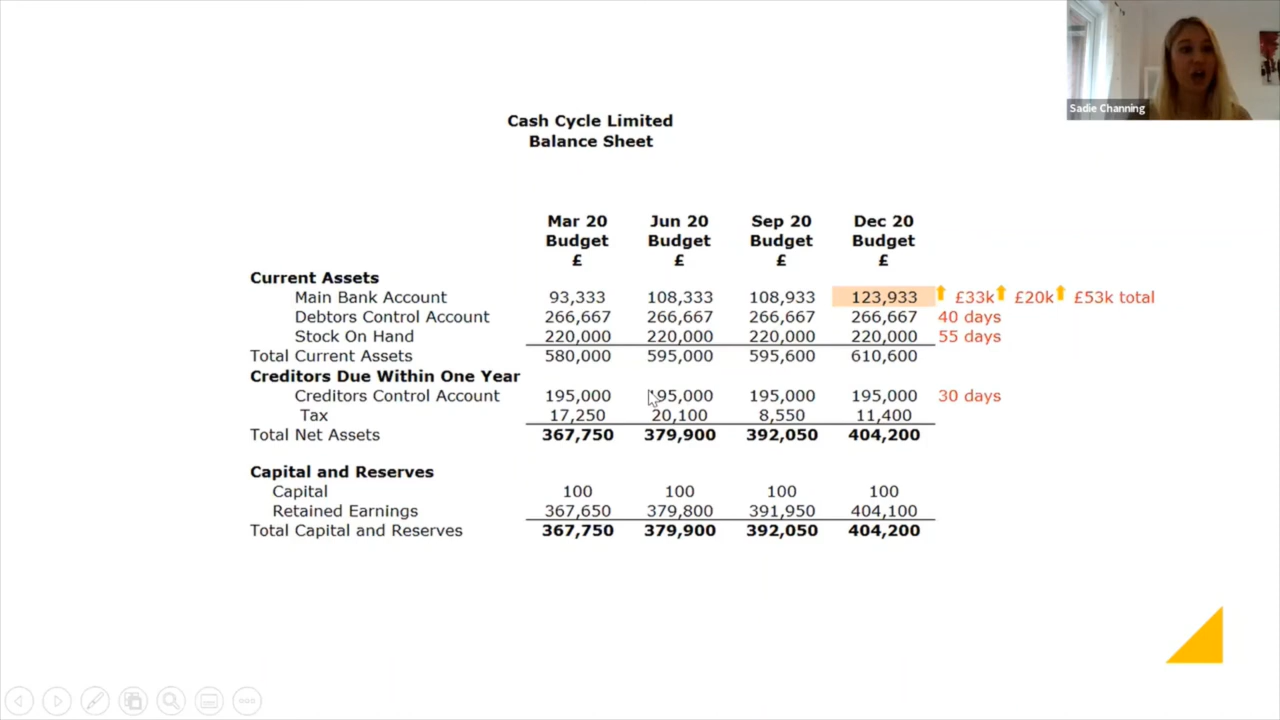 Sadie Channing
Cash Cycle Limited
Balance Sheet
Mar 20 Jun 20 Sep 20 Dec 20
Budget Budget Budget Budget
£ £ £ £
Current Assets
Main Bank Account 93,333 108,333 108,933 123,933 £33k £20k £53k total
Debtors Control Account 266,667 266,667 266,667 266,667 40 days
Stock On Hand 220,000 220,000 220,000 220,000 55 days
Total Current Assets 580,000 595,000 595,600 610,600
Creditors Due Within One Year
Creditors Control Account 195,000 195,000 195,000 195,000 30 days
Tax 17,250 20,100 8,550 11,400
Total Net Assets 367,750 379,900 392,050 404,200
Capital and Reserves
Capital 100 100 100 100
Retained Earnings 367,650 379,800 391,950 404,100
Total Capital and Reserves 367,750 379,900 392,050 404,200